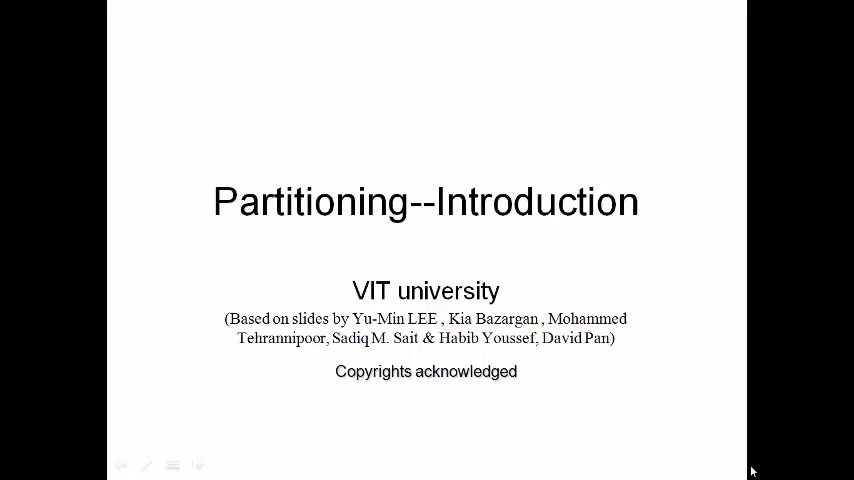 Partitioning--Introduction
VIT university
(Based on slides by Yu-Min LEE , Kia Bazargan , Mohammed
Tehrannipoor, Sadiq M. Sait & Habib Youssef, David Pan)
Copyrights acknowledged